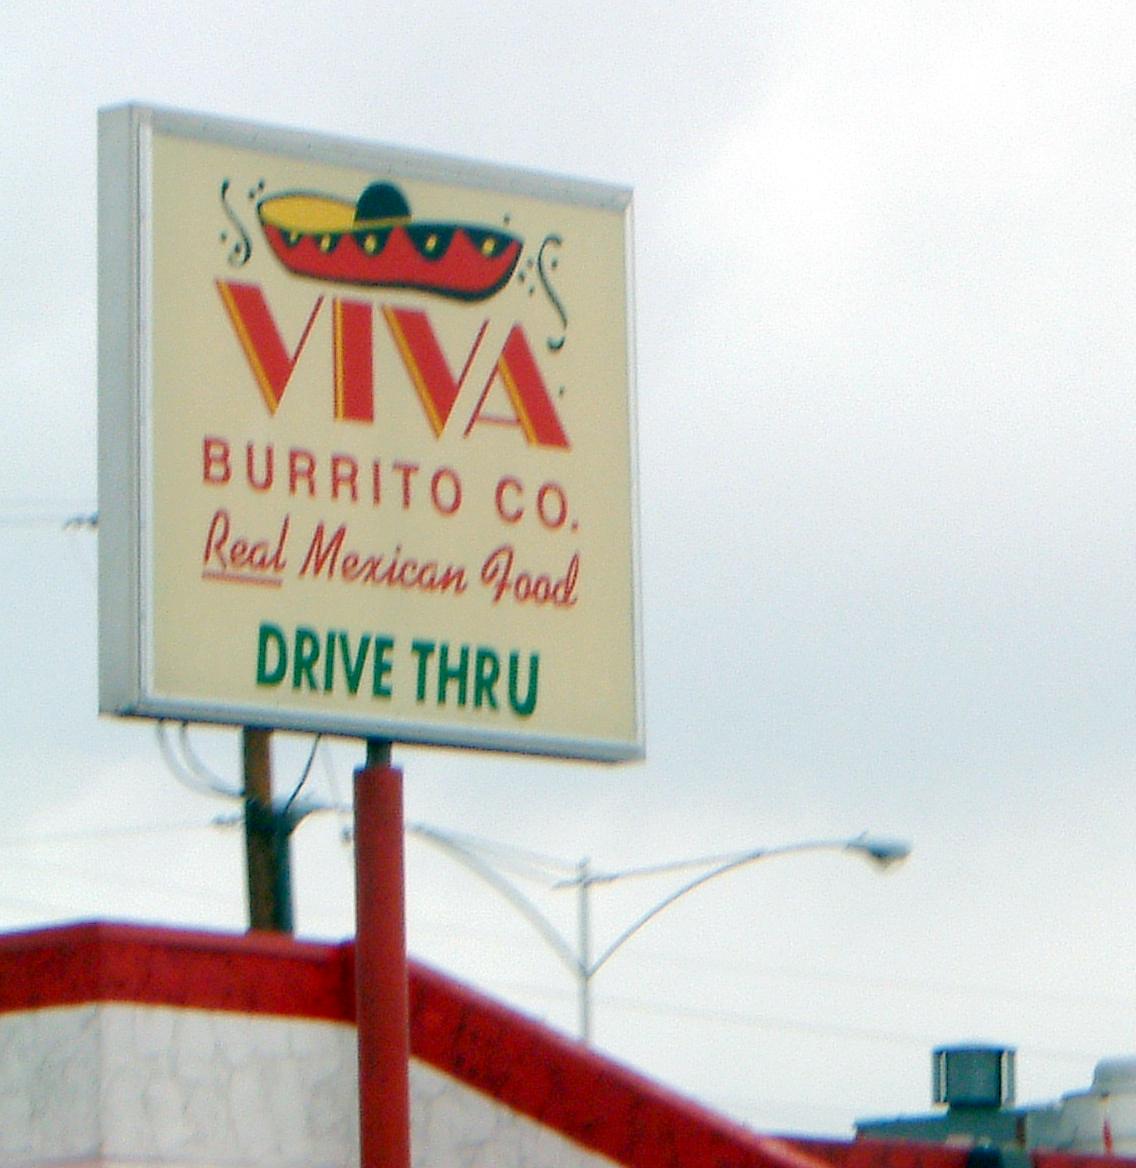 VIVA
BURRITO CO.
Real Mexican Food
DRIVE THRU